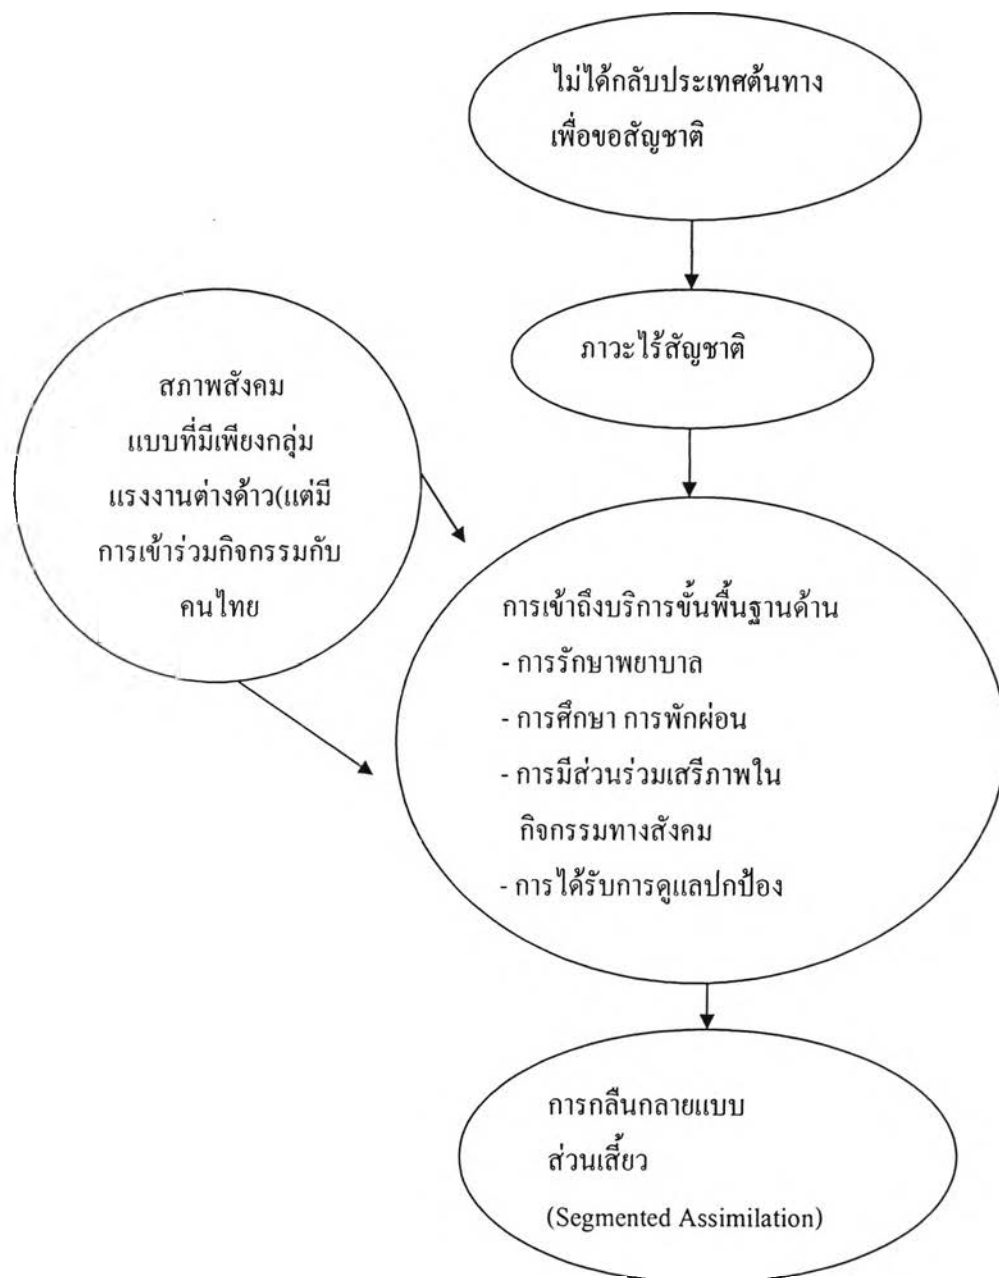 ไม่ได้กลับประเทศต้นทาง
เพื่อขอสัญชาติ
ภาวะไร้สัญชาติ
สภาพสังคม
แบบที่มีเพียงกลุ่ม
แรงงานต่างด้าว(แต่มี
การเข้าร่วมกิจกรรมกับ
คนไทย
การเข้าถึงบริการขั้นพื้นฐานด้าน
- การรักษาพยาบาล
- การศึกษา การพักผ่อน
- การมีส่วนร่วมเสรีภาพใน
กิจกรรมทางสังคม
- การได้รับการดูแลปกป้อง
การกลืนกลายแบบ
ส่วนเสี้ยว
(Segmented Assimilation)